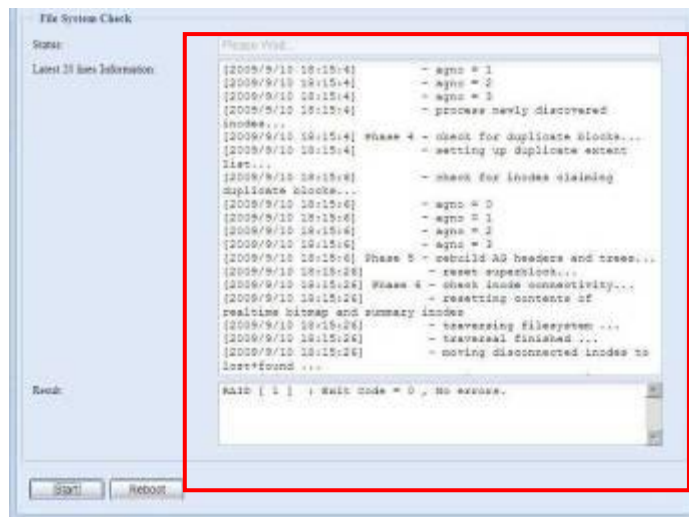 File System Check
Status:
Please Wait...
Latest 20 lines Information:
[2009/9/10 18:15:4] - agno = 1
[2009/9/10 18:15:4] - agno = 2
[2009/9/10 18:15:4] - agno = 3
[2009/9/10 18:15:4] - process newly discovered
inodes...
[2009/9/10 18:15:4] Phase 4 - check for duplicate blocks...
[2009/9/10 18:15:4] - setting up duplicate extent
list...
[2009/9/10 18:15:6] - check for inodes claiming
duplicate blocks...
[2009/9/10 18:15:6] - agno = 0
[2009/9/10 18:15:6] - agno = 1
[2009/9/10 18:15:6] - agno = 2
[2009/9/10 18:15:6] - agno = 3
[2009/9/10 18:15:6] Phase 5 - rebuild AG headers and trees...
[2009/9/10 18:15:26] - reset superblock...
[2009/9/10 18:15:26] Phase 6 - check inode connectivity...
[2009/9/10 18:15:26] - resetting contents of
realtime bitmap and summary inodes
[2009/9/10 18:15:26] - traversing filesystem ...
[2009/9/10 18:15:26] - traversal finished ...
[2009/9/10 18:15:26] - moving disconnected inodes to
lost+found ...
Result:
RAID [ 1 ] : Exit Code = 0 , No errors.
Start!
Reboot